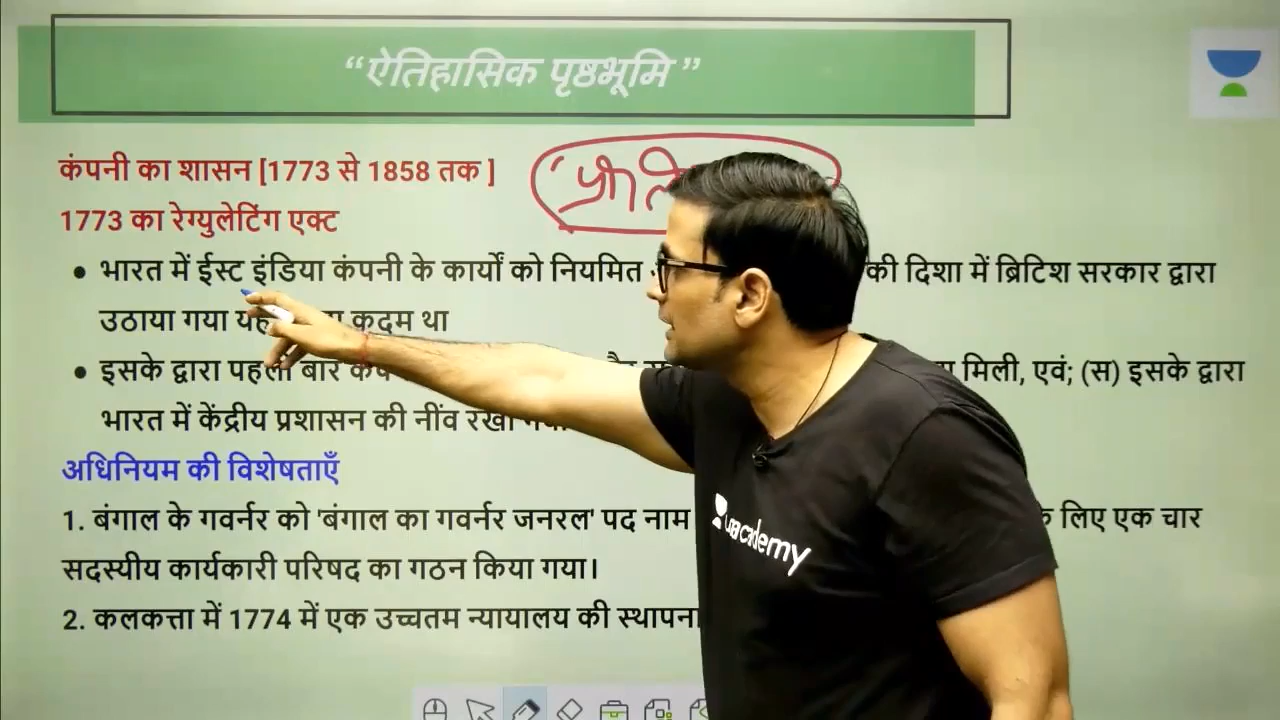 “ऐतिहासिक पृष्ठभूमि”
कंपनी का शासन [1773 से 1858 तक ]
1773 का रेग्युलेटिंग एक्ट
• भारत में ईस्ट इंडिया कंपनी के कार्यों को नियमित की दिशा में ब्रिटिश सरकार द्वारा
उठाया गया कदम था
• इसके द्वारा पहली बार मिली, एवं; (स) इसके द्वारा
भारत में केंद्रीय प्रशासन की नींव
अधिनियम की विशेषताएँ
1. बंगाल के गवर्नर को 'बंगाल का गवर्नर जनरल' पद नाम लिए एक चार
सदस्यीय कार्यकारी परिषद का गठन किया गया।
2. कलकत्ता में 1774 में एक उच्चतम न्यायालय की स्थापना
unacademy